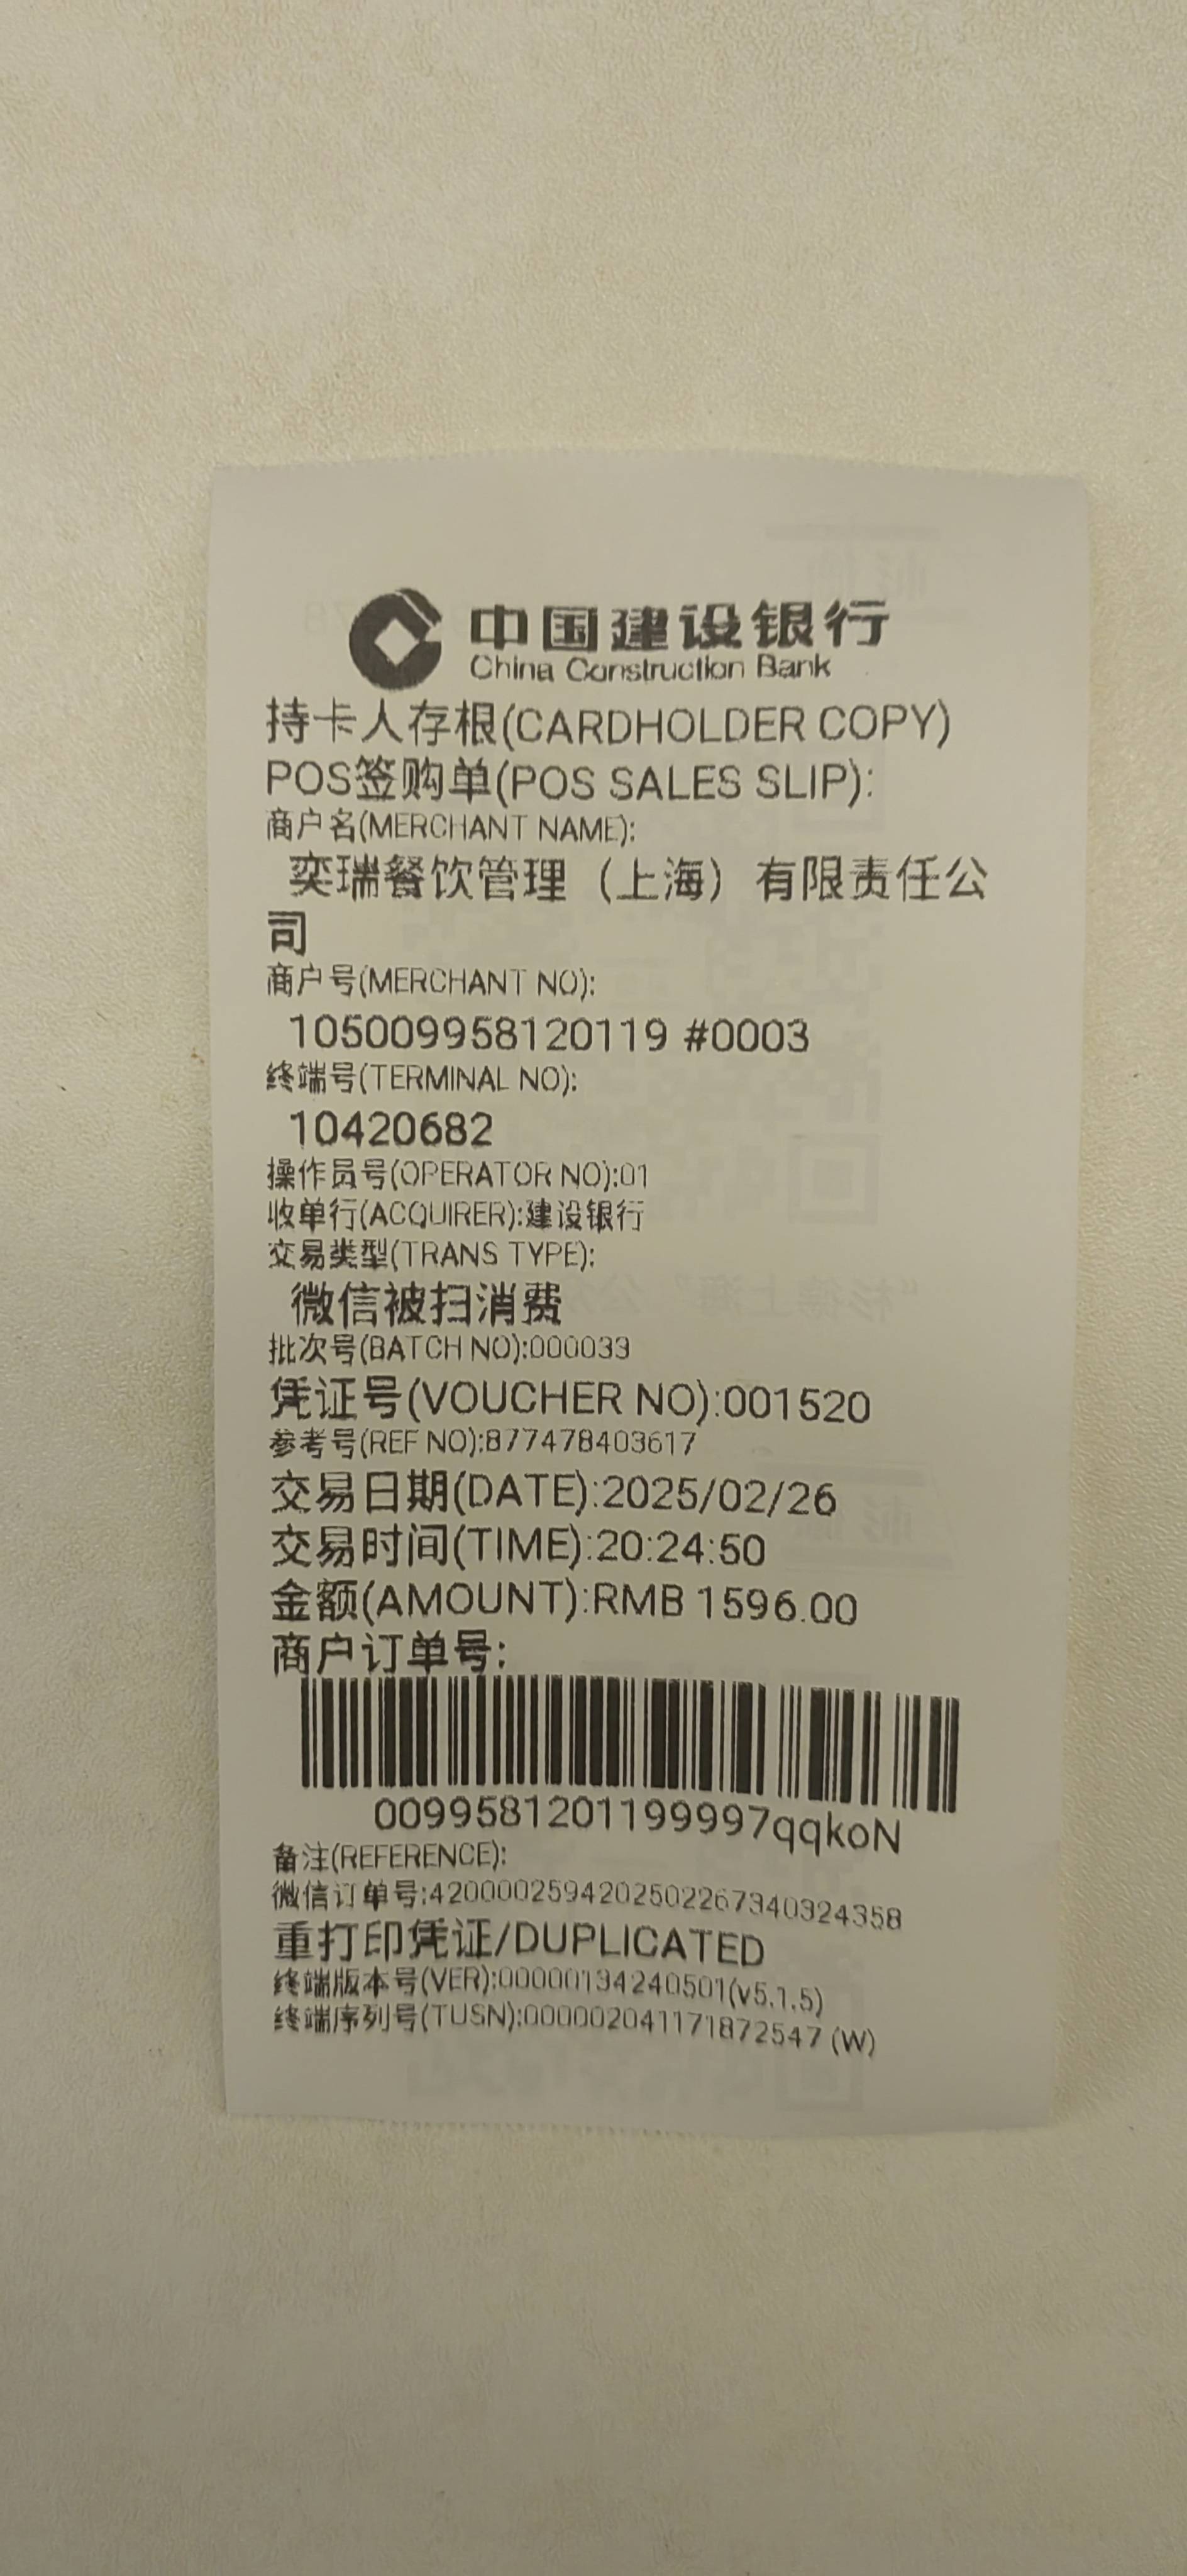 中国建设银行
China Construction Bank
持卡人存根(CARDHOLDER COPY)
POS签购单(POS SALES SLIP):
商户名(MERCHANT NAME):
奕瑞餐饮管理（上海）有限责任公
司
商户号(MERCHANT NO):
105009958120119 #0003
终端号(TERMINAL NO):
10420682
操作员号(OPERATOR NO):01
收单行(ACQUIRER):建设银行
交易类型(TRANS TYPE):
微信被扫消费
批次号(BATCH NO):000033
凭证号(VOUCHER NO):001520
参考号(REF NO):877478403617
交易日期(DATE):2025/02/26
交易时间(TIME):20:24:50
金额(AMOUNT):RMB 1596.00
商户订单号:
0099581201199997qqkoN
备注(REFERENCE):
微信订单号:4200002594202502267340324358
重打印凭证/DUPLICATED
终端版本号(VER):00000134240501(v5.1.5)
终端序列号(TUSN):000002041171872547 (W)